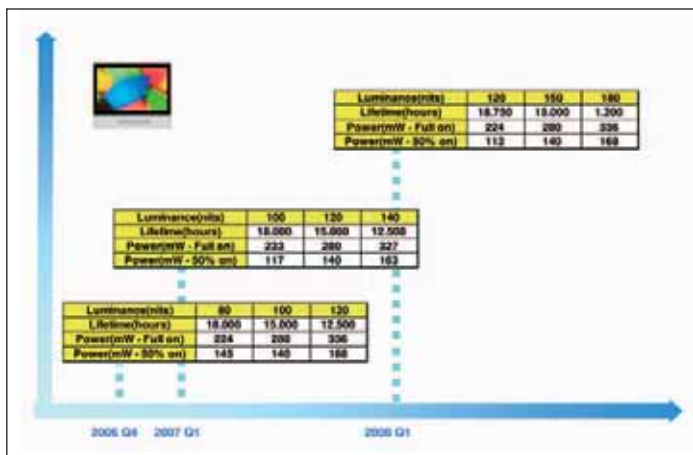 Luminance(nits) 120 150 180
Lifetime(hours) 18.750 15.000 1.200
Power(mW - Full on) 224 280 336
Power(mW - 50% on) 112 140 168
Luminance(nits) 100 120 140
Lifetime(hours) 18.000 15.000 12.500
Power(mW - Full on) 233 280 327
Power(mW - 50% on) 117 140 163
Luminance(nits) 80 100 120
Lifetime(hours) 18.000 15.000 12.500
Power(mW - Full on) 224 280 336
Power(mW - 50% on) 145 140 168
2006 Q4 2007 Q1 2008 Q1